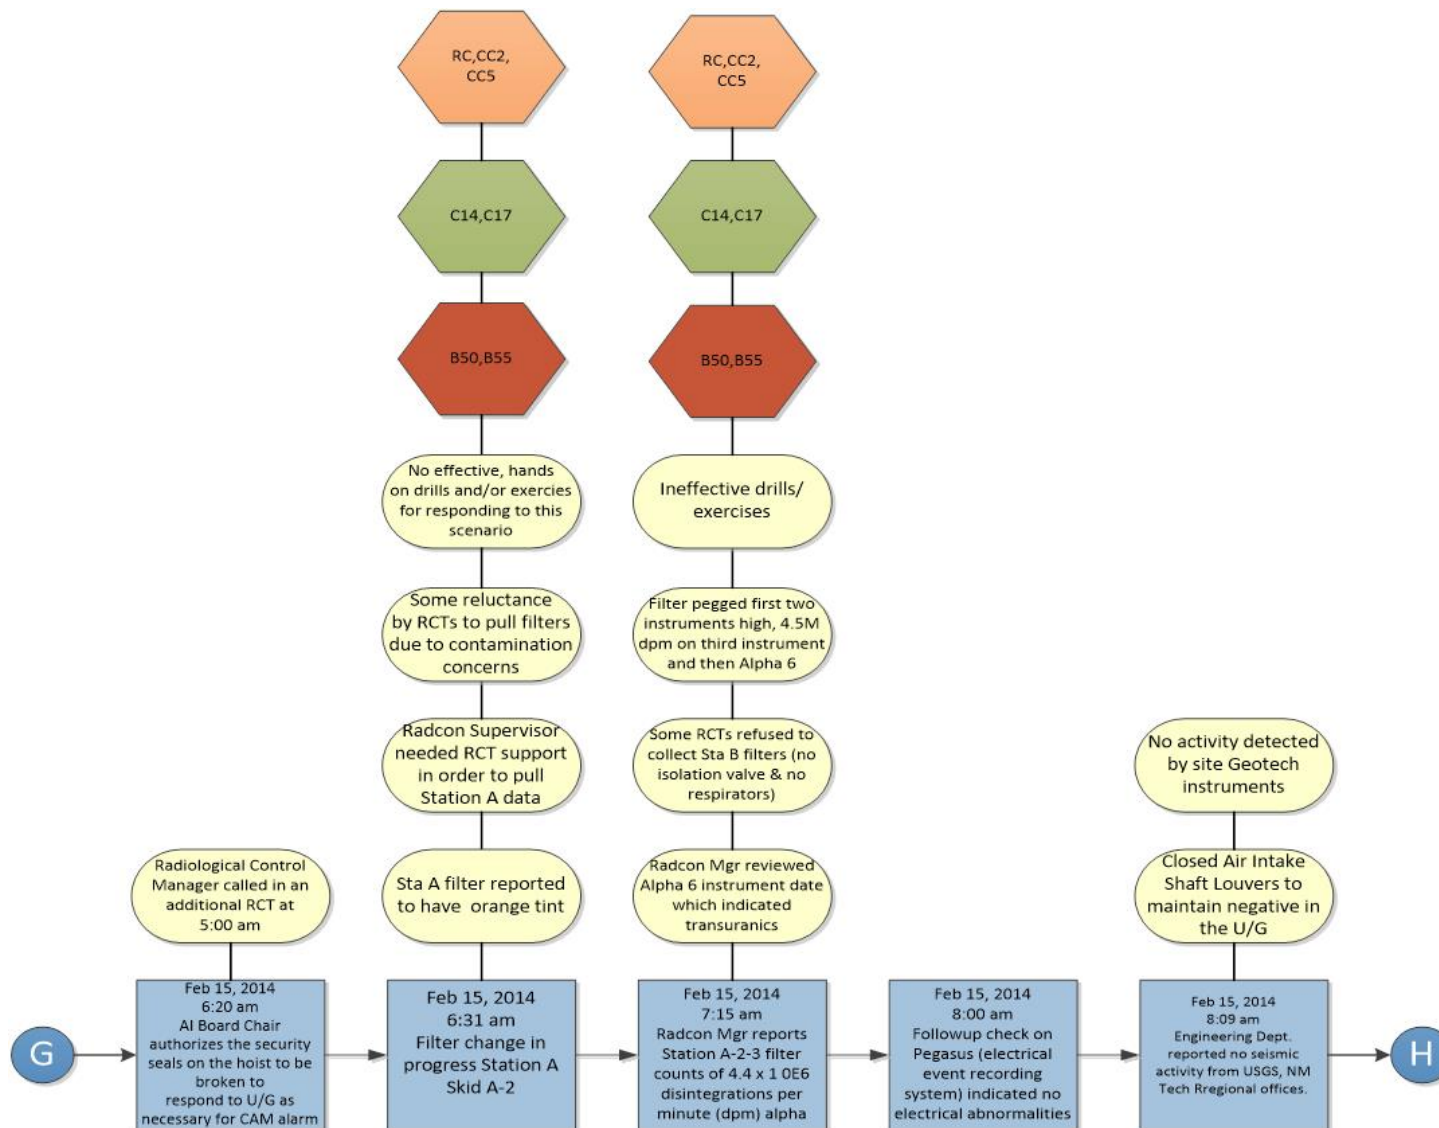 RC,CC2,
CC5
RC,CC2,
CC5
C14,C17
C14,C17
B50,B55
B50,B55
No effective, hands
on drills and/or exercies
for responding to this
scenario
Ineffective drills/
exercises
Some reluctance
by RCTs to pull filters
due to contamination
concerns
Filter pegged first two
instruments high, 4.5M
dpm on third instrument
and then Alpha 6
Radcon Supervisor
needed RCT support
in order to pull
Station A data
Some RCTs refused to
collect Sta B filters (no
isolation valve & no
respirators)
No activity detected
by site Geotech
instruments
Radiological Control
Manager called in an
additional RCT at
5:00 am
Sta A filter reported
to have orange tint
Radcon Mgr reviewed
Alpha 6 instrument date
which indicated
transuranics
Closed Air Intake
Shaft Louvers to
maintain negative in
the U/G
G
Feb 15, 2014
6:20 am
AI Board Chair
authorizes the security
seals on the hoist to be
broken to
respond to U/G as
necessary for CAM alarm
Feb 15, 2014
6:31 am
Filter change in
progress Station A
Skid A-2
Feb 15, 2014
7:15 am
Radcon Mgr reports
Station A-2-3 filter
counts of 4.4 x 1 0E6
disintegrations per
minute (dpm) alpha
Feb 15, 2014
8:00 am
Followup check on
Pegasus (electrical
event recording
system) indicated no
electrical abnormalities
Feb 15, 2014
8:09 am
Engineering Dept.
reported no seismic
activity from USGS, NM
Tech Rregional offices.
H